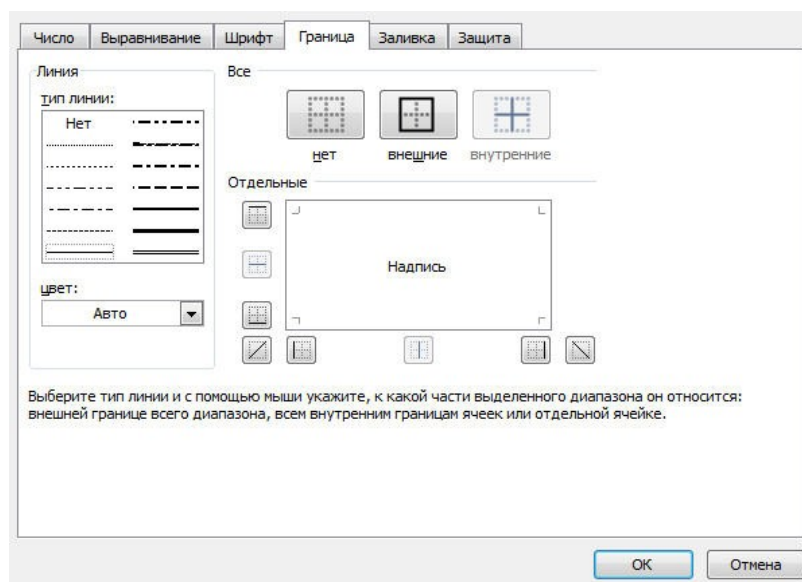 Число Выравнивание Шрифт Граница Заливка Защита
Линия
тип линии:
Нет
цвет:
Авто
Все
нет внешние внутренние
Отдельные
Надпись
Выберите тип линии и с помощью мыши укажите, к какой части выделенного диапазона он относится:
внешней границе всего диапазона, всем внутренним границам ячеек или отдельной ячейке.
ОК Отмена